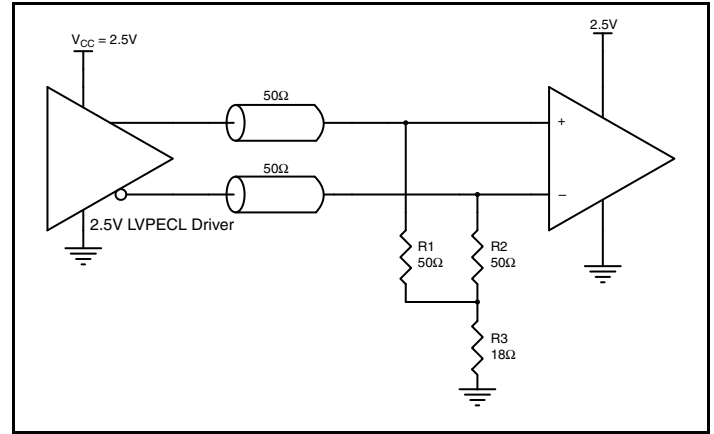 V_CC = 2.5V
2.5V
50Ω
+
50Ω
–
2.5V LVPECL Driver
R1
50Ω
R2
50Ω
R3
18Ω